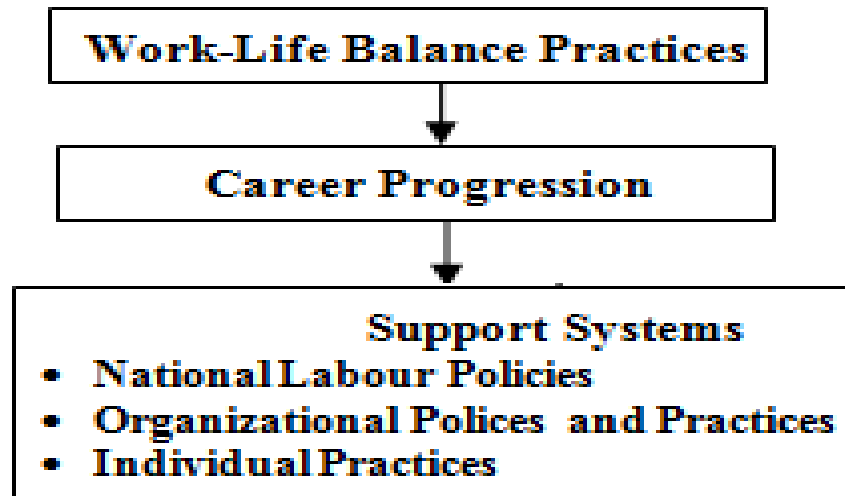 Work-Life Balance Practices
Career Progression
Support Systems
• National Labour Policies
• Organizational Polices and Practices
• Individual Practices